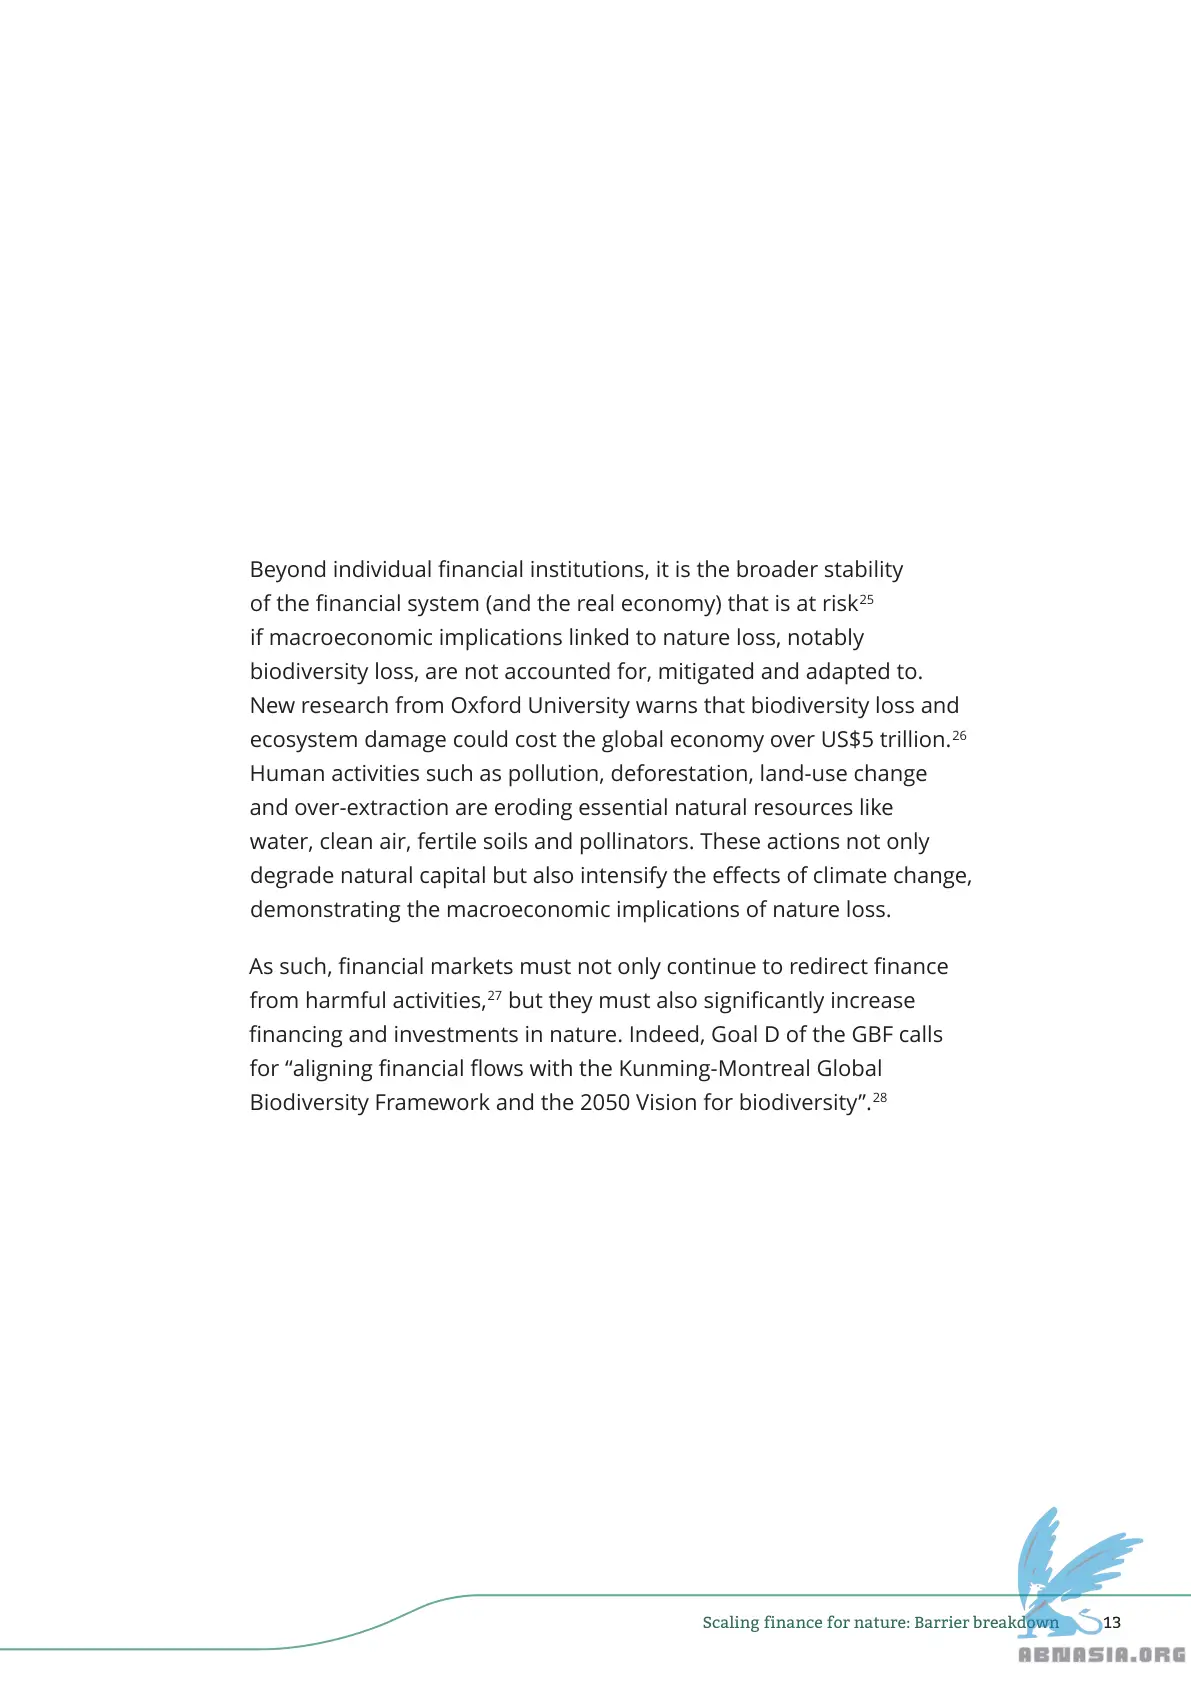 Beyond individual financial institutions, it is the broader stability
of the financial system (and the real economy) that is at risk25
if macroeconomic implications linked to nature loss, notably
biodiversity loss, are not accounted for, mitigated and adapted to.
New research from Oxford University warns that biodiversity loss and
ecosystem damage could cost the global economy over US$5 trillion.26
Human activities such as pollution, deforestation, land-use change
and over-extraction are eroding essential natural resources like
water, clean air, fertile soils and pollinators. These actions not only
degrade natural capital but also intensify the effects of climate change,
demonstrating the macroeconomic implications of nature loss.
As such, financial markets must not only continue to redirect finance
from harmful activities,27 but they must also significantly increase
financing and investments in nature. Indeed, Goal D of the GBF calls
for “aligning financial flows with the Kunming-Montreal Global
Biodiversity Framework and the 2050 Vision for biodiversity”.28
Scaling finance for nature: Barrier breakdown 13
ABNASIA.ORG